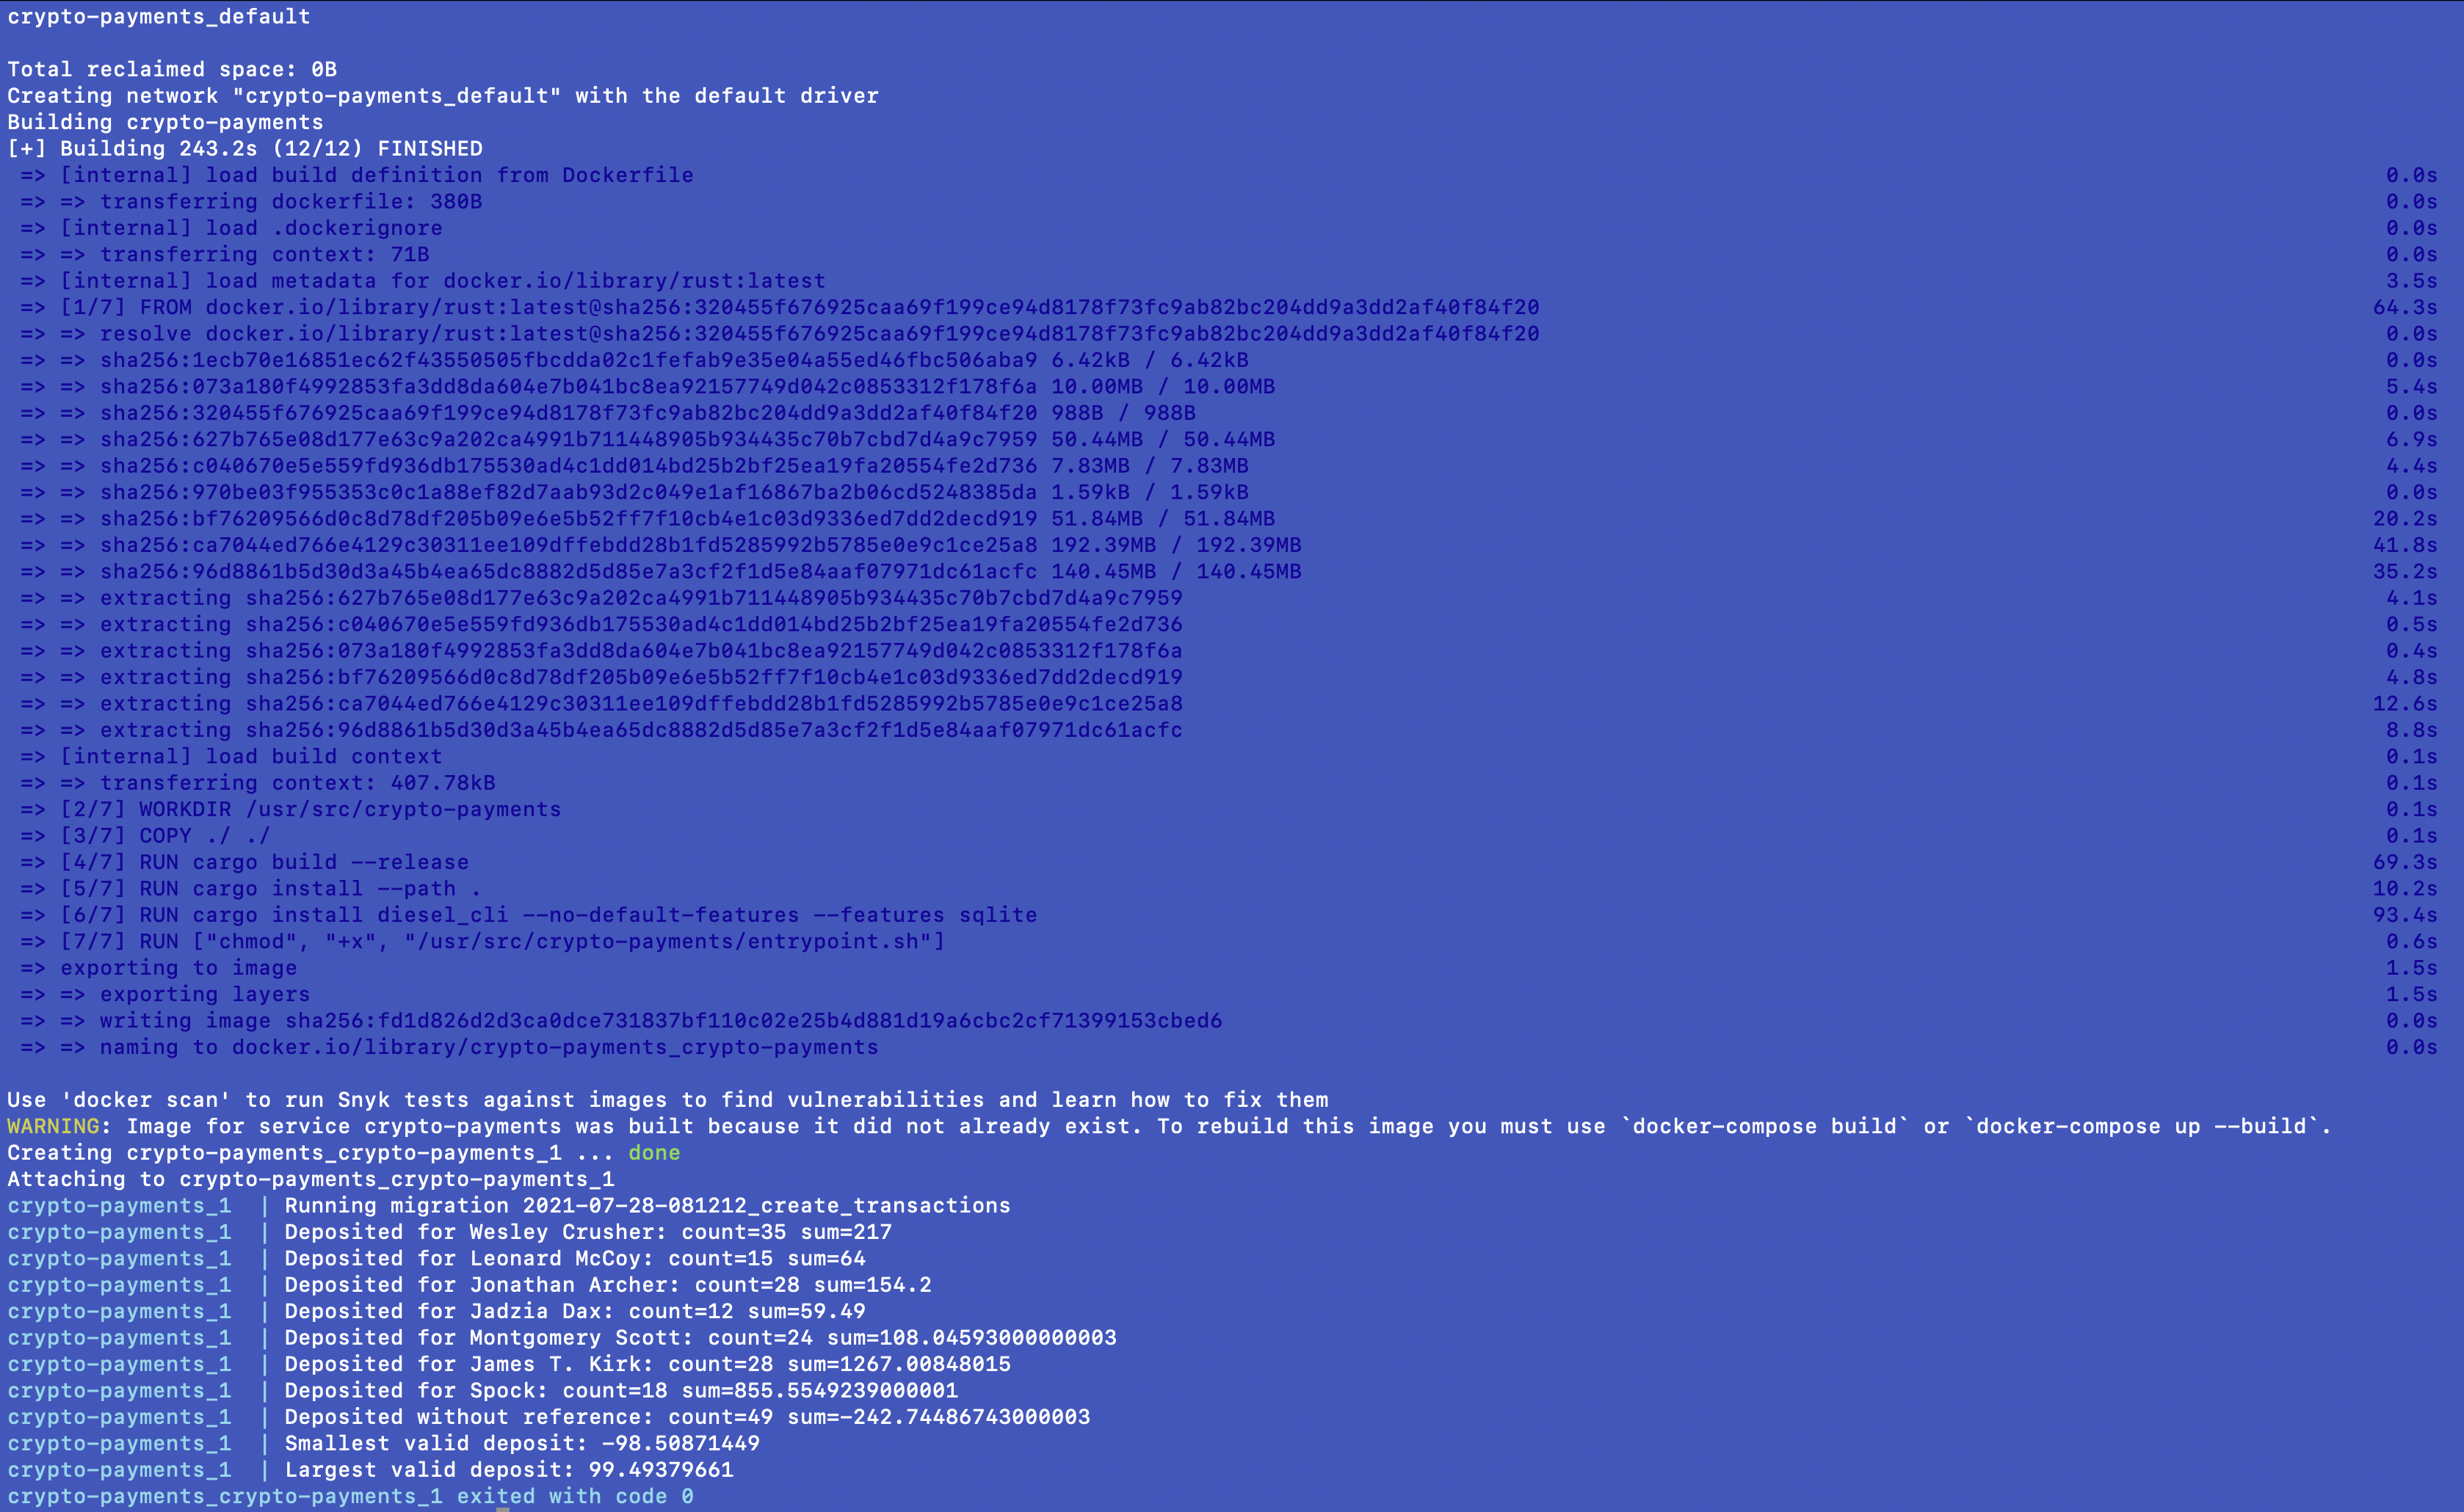 crypto-payments_default
Total reclaimed space: 0B
Creating network "crypto-payments_default" with the default driver
Building crypto-payments
[+] Building 243.2s (12/12) FINISHED
=> [internal] load build definition from Dockerfile 0.0s
=> => transferring dockerfile: 380B 0.0s
=> [internal] load .dockerignore 0.0s
=> => transferring context: 71B 0.0s
=> [internal] load metadata for docker.io/library/rust:latest 3.5s
=> [1/7] FROM docker.io/library/rust:latest@sha256:320455f676925caa69f199ce94d8178f73fc9ab82bc204dd9a3dd2af40f84f20 64.3s
=> => resolve docker.io/library/rust:latest@sha256:320455f676925caa69f199ce94d8178f73fc9ab82bc204dd9a3dd2af40f84f20 0.0s
=> => sha256:1ecb70e16851ec62f43550505fbcdda02c1fefab9e35e04a55ed46fbc506aba9 6.42kB / 6.42kB 0.0s
=> => sha256:073a180f4992853fa3dd8da604e7b041bc8ea92157749d042c0853312f178f6a 10.00MB / 10.00MB 5.4s
=> => sha256:320455f676925caa69f199ce94d8178f73fc9ab82bc204dd9a3dd2af40f84f20 988B / 988B 0.0s
=> => sha256:627b765e08d177e63c9a202ca4991b711448905b934435c70b7cbd7d4a9c7959 50.44MB / 50.44MB 6.9s
=> => sha256:c040670e5e559fd936db175530ad4c1dd014bd25b2bf25ea19fa20554fe2d736 7.83MB / 7.83MB 4.4s
=> => sha256:970be03f955353c0c1a88ef82d7aab93d2c049e1af16867ba2b06cd5248385da 1.59kB / 1.59kB 0.0s
=> => sha256:bf76209566d0c8d78df205b09e6e5b52ff7f10cb4e1c03d9336ed7dd2decd919 51.84MB / 51.84MB 20.2s
=> => sha256:ca7044ed766e4129c30311ee109dffebdd28b1fd5285992b5785e0e9c1ce25a8 192.39MB / 192.39MB 41.8s
=> => sha256:96d8861b5d30d3a45b4ea65dc8882d5d85e7a3cf2f1d5e84aaf07971dc61acfc 140.45MB / 140.45MB 35.2s
=> => extracting sha256:627b765e08d177e63c9a202ca4991b711448905b934435c70b7cbd7d4a9c7959 4.1s
=> => extracting sha256:c040670e5e559fd936db175530ad4c1dd014bd25b2bf25ea19fa20554fe2d736 0.5s
=> => extracting sha256:073a180f4992853fa3dd8da604e7b041bc8ea92157749d042c0853312f178f6a 0.4s
=> => extracting sha256:bf76209566d0c8d78df205b09e6e5b52ff7f10cb4e1c03d9336ed7dd2decd919 4.8s
=> => extracting sha256:ca7044ed766e4129c30311ee109dffebdd28b1fd5285992b5785e0e9c1ce25a8 12.6s
=> => extracting sha256:96d8861b5d30d3a45b4ea65dc8882d5d85e7a3cf2f1d5e84aaf07971dc61acfc 8.8s
=> [internal] load build context 0.1s
=> => transferring context: 407.78kB 0.1s
=> [2/7] WORKDIR /usr/src/crypto-payments 0.1s
=> [3/7] COPY ./ ./ 0.1s
=> [4/7] RUN cargo build --release 69.3s
=> [5/7] RUN cargo install --path . 10.2s
=> [6/7] RUN cargo install diesel_cli --no-default-features --features sqlite 93.4s
=> [7/7] RUN ["chmod", "+x", "/usr/src/crypto-payments/entrypoint.sh"] 0.6s
=> exporting to image 1.5s
=> => exporting layers 1.5s
=> => writing image sha256:fd1d826d2d3ca0dce731837bf110c02e25b4d881d19a6cbc2cf71399153cbed6 0.0s
=> => naming to docker.io/library/crypto-payments_crypto-payments 0.0s
Use 'docker scan' to run Snyk tests against images to find vulnerabilities and learn how to fix them
WARNING: Image for service crypto-payments was built because it did not already exist. To rebuild this image you must use `docker-compose build` or `docker-compose up --build`.
Creating crypto-payments_crypto-payments_1 ... done
Attaching to crypto-payments_crypto-payments_1
crypto-payments_1 | Running migration 2021-07-28-081212_create_transactions
crypto-payments_1 | Deposited for Wesley Crusher: count=35 sum=217
crypto-payments_1 | Deposited for Leonard McCoy: count=15 sum=64
crypto-payments_1 | Deposited for Jonathan Archer: count=28 sum=154.2
crypto-payments_1 | Deposited for Jadzia Dax: count=12 sum=59.49
crypto-payments_1 | Deposited for Montgomery Scott: count=24 sum=108.04593000000003
crypto-payments_1 | Deposited for James T. Kirk: count=28 sum=1267.00848015
crypto-payments_1 | Deposited for Spock: count=18 sum=855.5549239000001
crypto-payments_1 | Deposited without reference: count=49 sum=-242.74486743000003
crypto-payments_1 | Smallest valid deposit: -98.50871449
crypto-payments_1 | Largest valid deposit: 99.49379661
crypto-payments_crypto-payments_1 exited with code 0